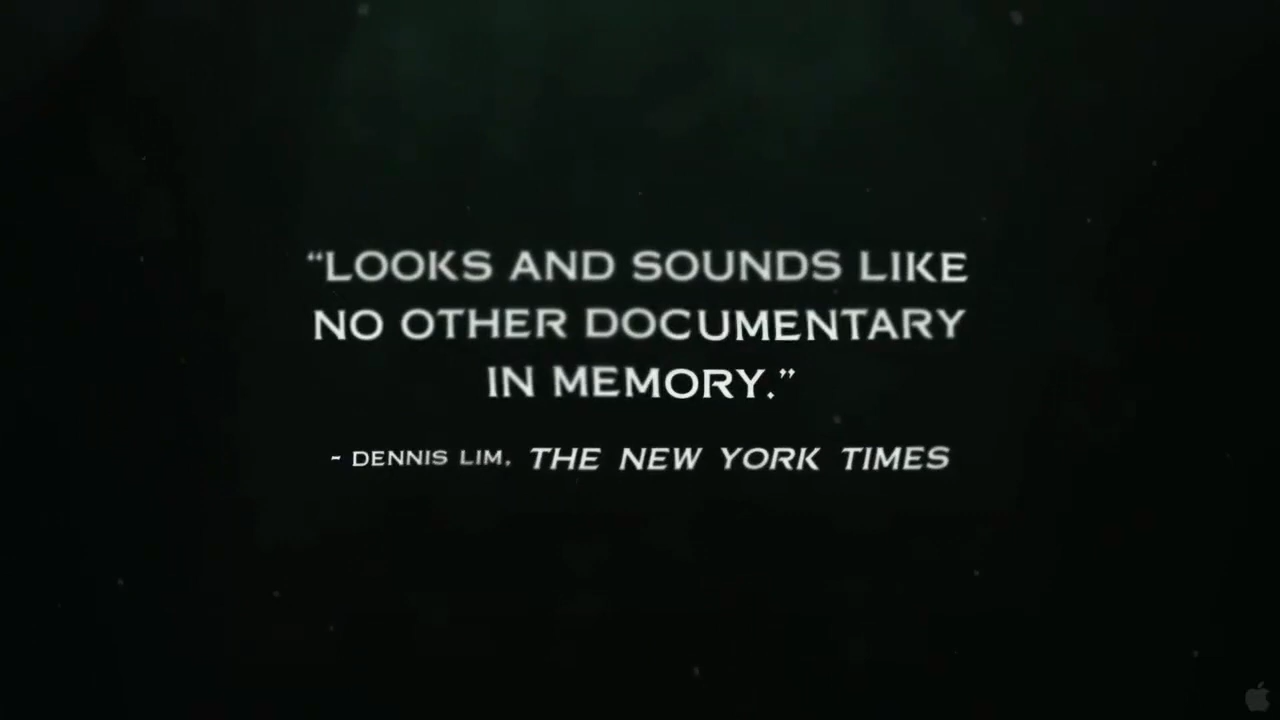 “LOOKS AND SOUNDS LIKE
NO OTHER DOCUMENTARY
IN MEMORY.”
- DENNIS LIM, THE NEW YORK TIMES